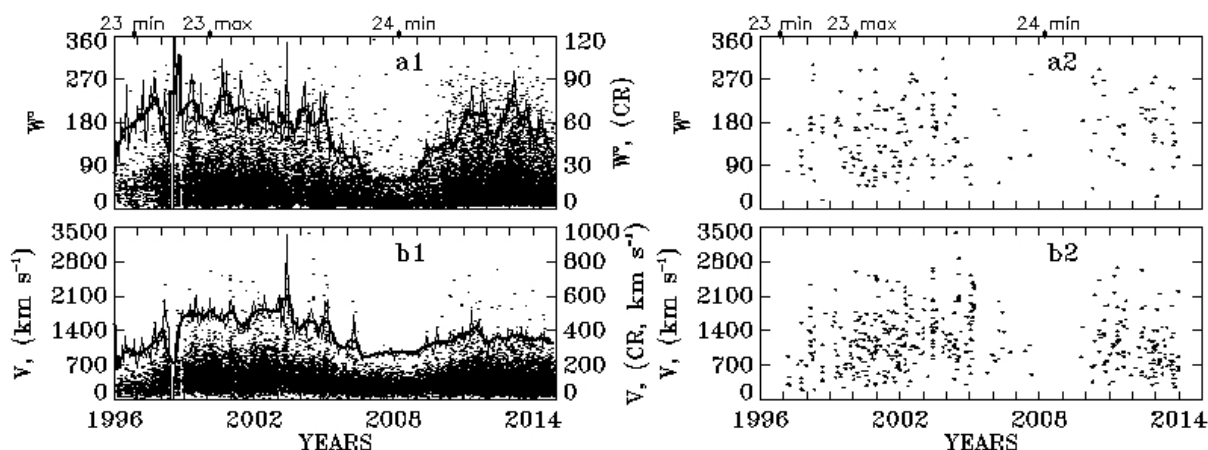 23 min 23 max 24 min
23 min 23 max 24 min
360 120 360
a1 a2
270 90 270
W°
180 60 180
W°, (CR)
W°
90 30 90
0 0 0
3500 1000 3500
b1 b2
2800 800 2800
V, (km s⁻¹)
2100 600 2100
V, (CR, km s⁻¹)
V, (km s⁻¹)
1400 400 1400
700 200 700
0 0 0
1996 2002 2008 2014
1996 2002 2008 2014
YEARS YEARS